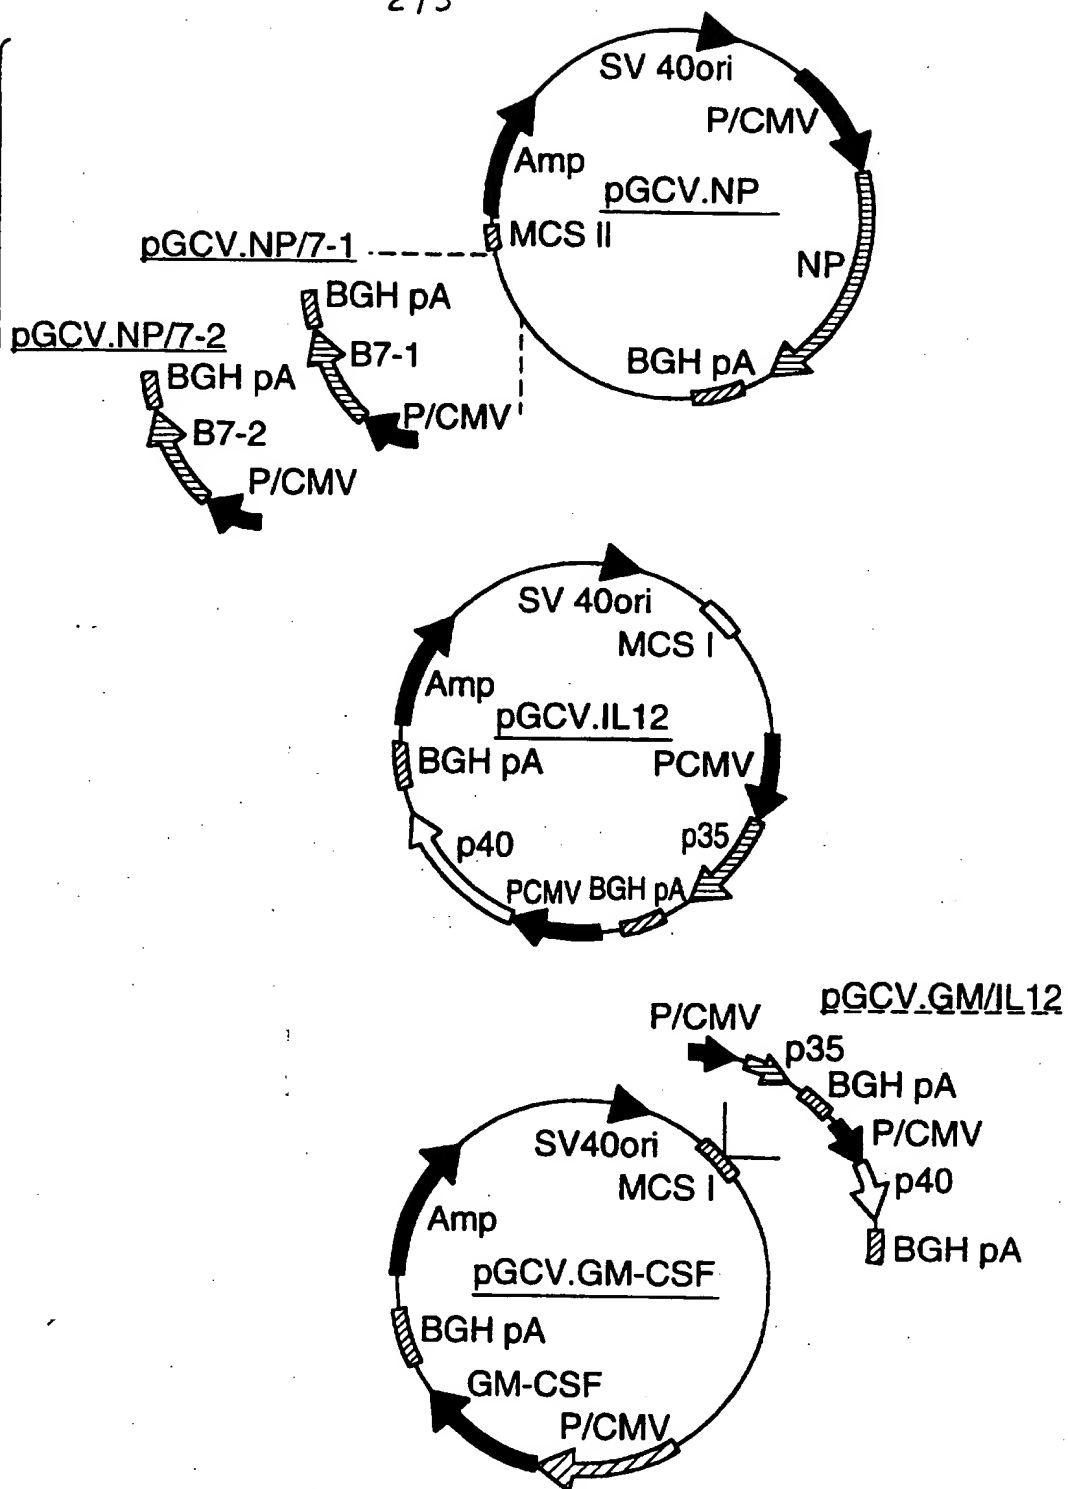 2/3
SV 40ori
P/CMV
Amp
pGCV.NP
MCS II
NP
BGH pA
pGCV.NP/7-1
BGH pA
B7-1
P/CMV
pGCV.NP/7-2
BGH pA
B7-2
P/CMV
SV 40ori
MCS I
Amp
pGCV.IL12
BGH pA
PCMV
p40
p35
PCMV BGH pA
pGCV.GM/IL12
P/CMV
p35
BGH pA
P/CMV
p40
BGH pA
SV40ori
MCS I
Amp
pGCV.GM-CSF
BGH pA
GM-CSF
P/CMV